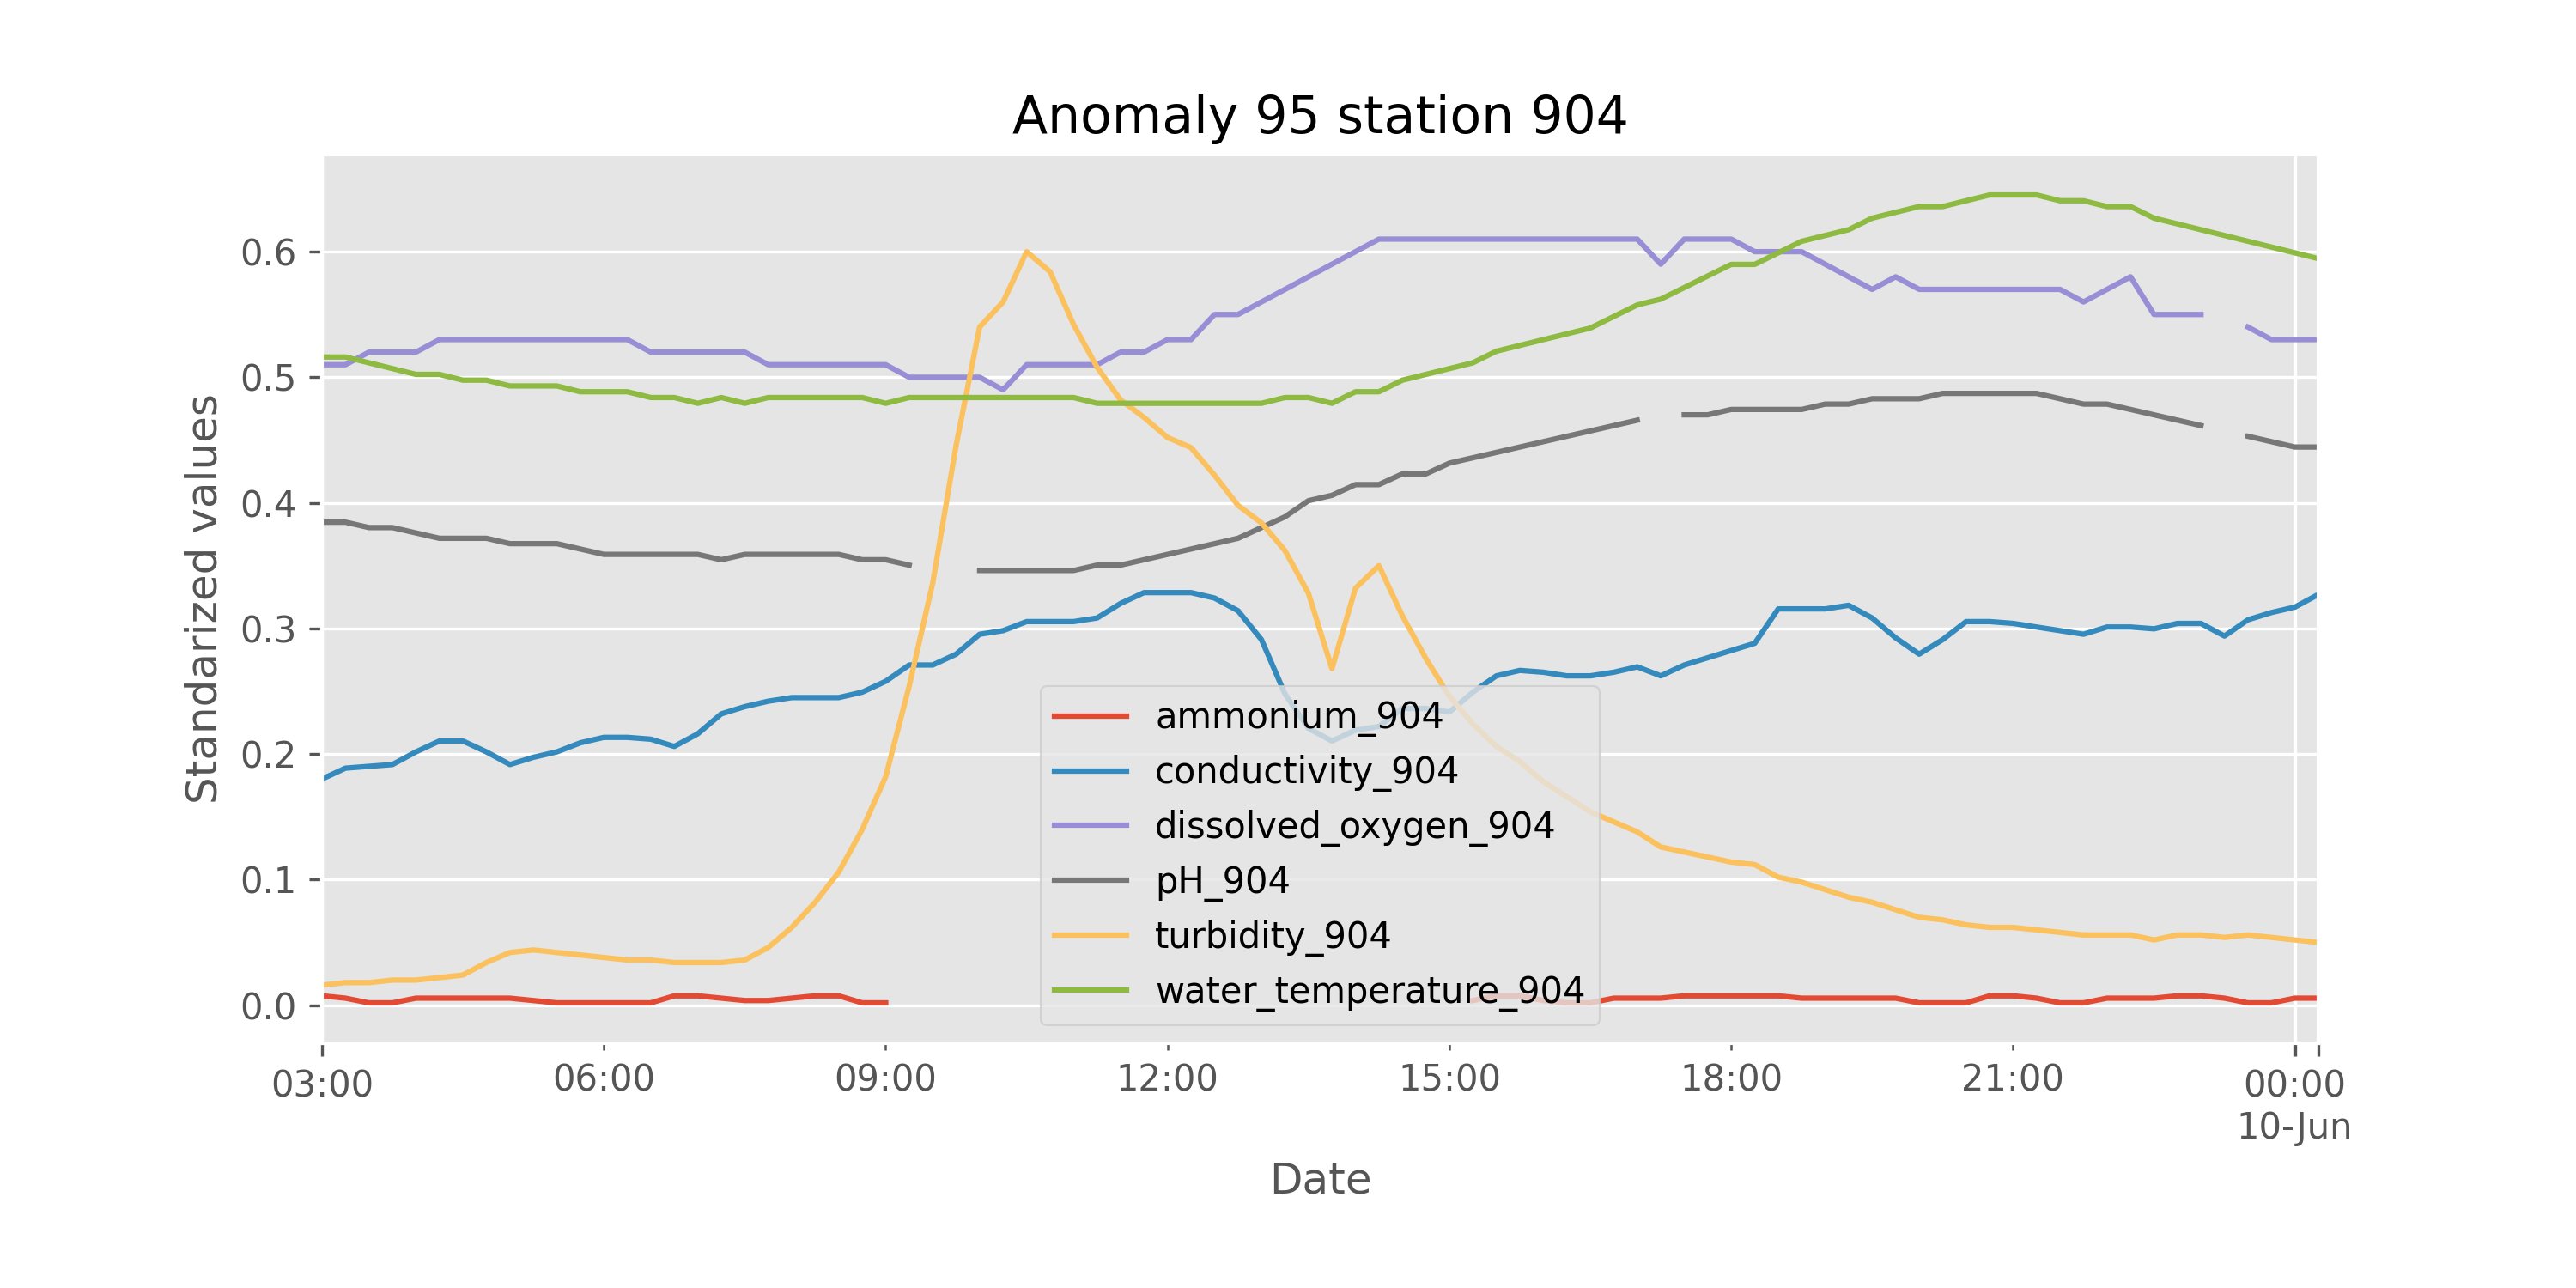 Anomaly 95 station 904
Standarized values
0.6
0.5
0.4
0.3
0.2
0.1
0.0
ammonium_904
conductivity_904
dissolved_oxygen_904
pH_904
turbidity_904
water_temperature_904
03:00 06:00 09:00 12:00 15:00 18:00 21:00 00:00
10-Jun
Date